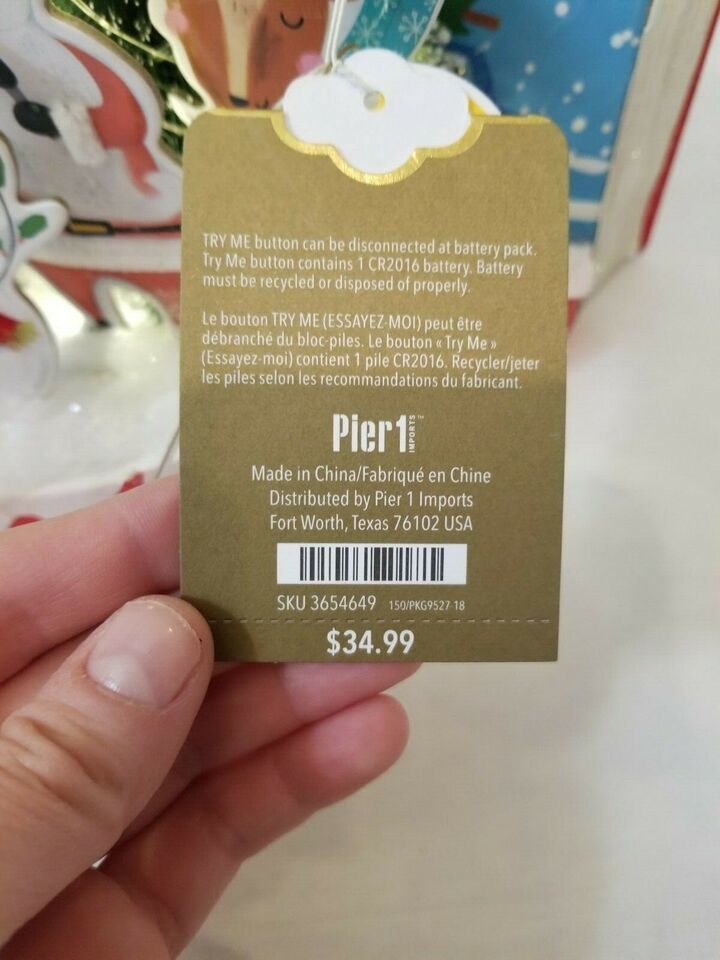 TRY ME button can be disconnected at battery pack.
Try Me button contains 1 CR2016 battery. Battery
must be recycled or disposed of properly.
Le bouton TRY ME (ESSAYEZ-MOI) peut être
débranché du bloc-piles. Le bouton « Try Me »
(Essayez-moi) contient 1 pile CR2016. Recycler/jeter
les piles selon les recommandations du fabricant.
Pier 1 IMPORTS™
Made in China/Fabriqué en Chine
Distributed by Pier 1 Imports
Fort Worth, Texas 76102 USA
SKU 3654649 150/PKG9527-18
$34.99